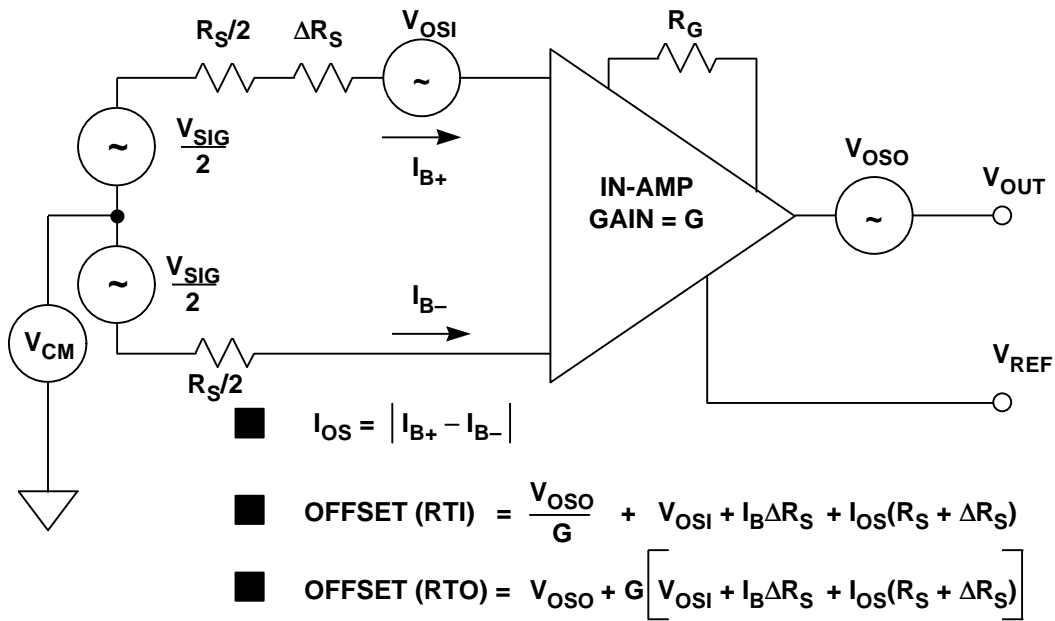 R_S/2 ΔR_S V_OSI R_G
~
V_SIG/2
~
I_B+
IN-AMP
GAIN = G
V_OSO
~
V_OUT
V_SIG/2
~
I_B–
V_CM
R_S/2
V_REF
■ I_OS = | I_B+ – I_B– |
■ OFFSET (RTI) = V_OSO/G + V_OSI + I_BΔR_S + I_OS(R_S + ΔR_S)
■ OFFSET (RTO) = V_OSO + G[V_OSI + I_BΔR_S + I_OS(R_S + ΔR_S)]